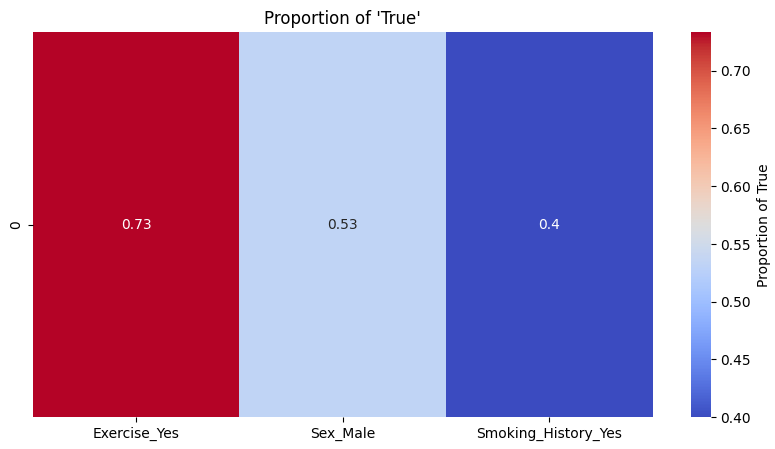 Proportion of 'True'
0
0.73
0.53
0.4
Exercise_Yes
Sex_Male
Smoking_History_Yes
0.70
0.65
0.60
0.55
0.50
0.45
0.40
Proportion of True